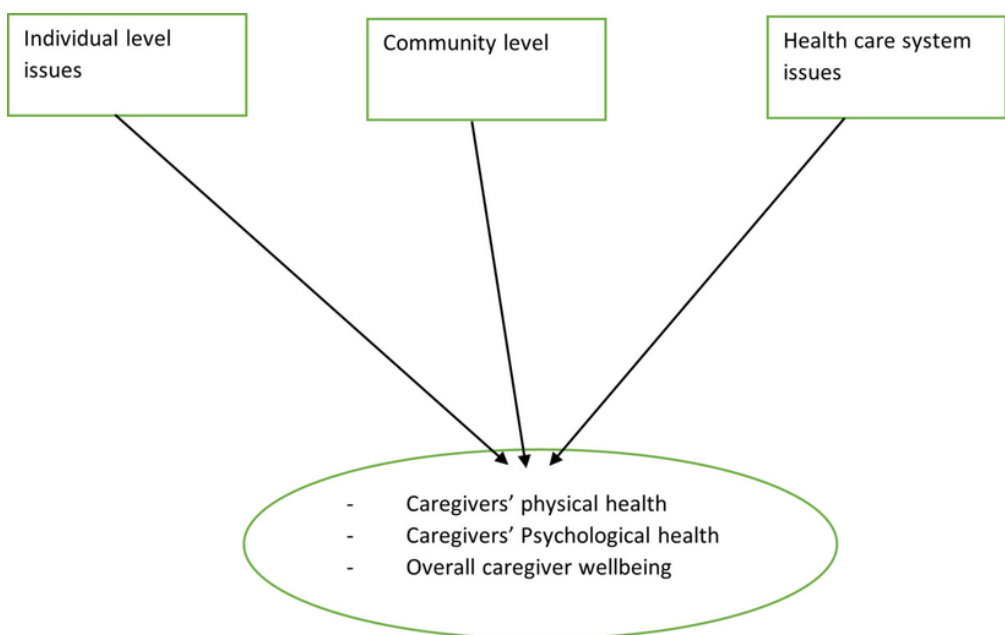 Individual level
issues
Community level
Health care system
issues
- Caregivers’ physical health
- Caregivers’ Psychological health
- Overall caregiver wellbeing